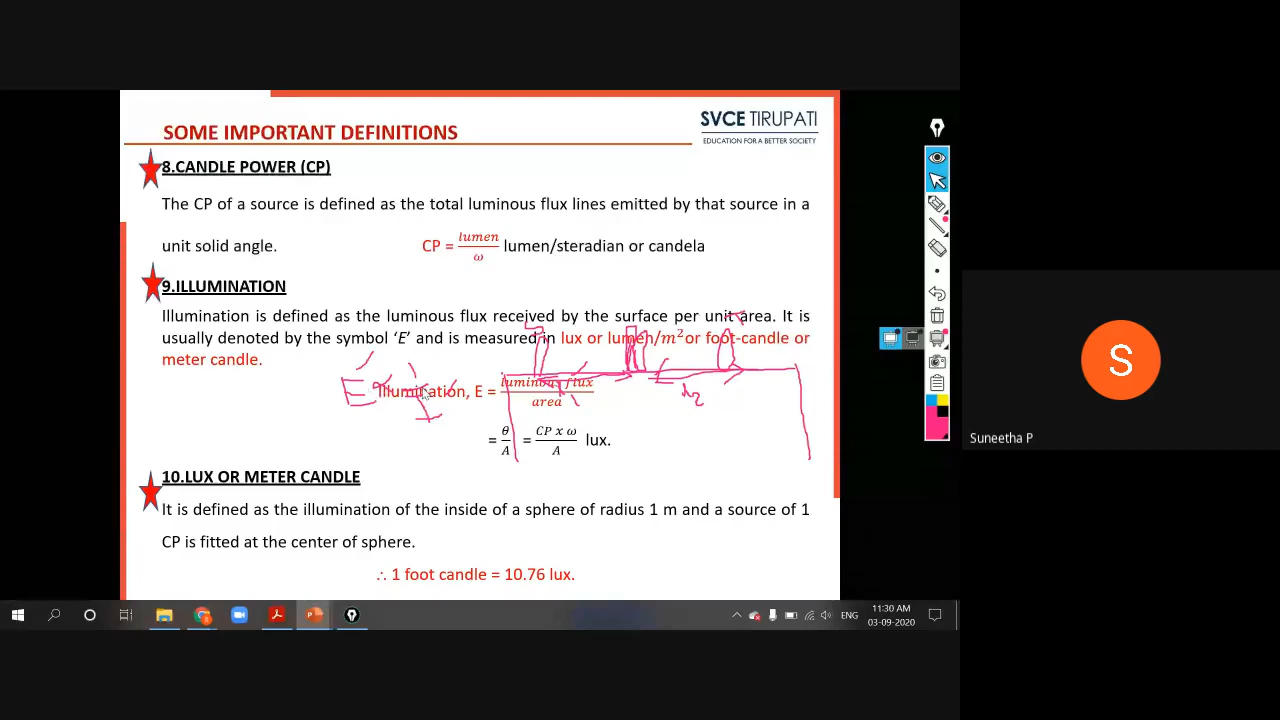 SOME IMPORTANT DEFINITIONS
SVCE TIRUPATI
EDUCATION FOR A BETTER SOCIETY
8.CANDLE POWER (CP)
The CP of a source is defined as the total luminous flux lines emitted by that source in a
unit solid angle. CP = lumen/ω lumen/steradian or candela
9.ILLUMINATION
Illumination is defined as the luminous flux received by the surface per unit area. It is
usually denoted by the symbol ‘E’ and is measured in lux or lumen/m² or foot-candle or
meter candle.
E
Illumination, E = luminous flux/area
r₂
= θ/A = CP x ω/A lux.
10.LUX OR METER CANDLE
It is defined as the illumination of the inside of a sphere of radius 1 m and a source of 1
CP is fitted at the center of sphere.
∴ 1 foot candle = 10.76 lux.
S
Suneetha P
ENG
11:30 AM
03-09-2020